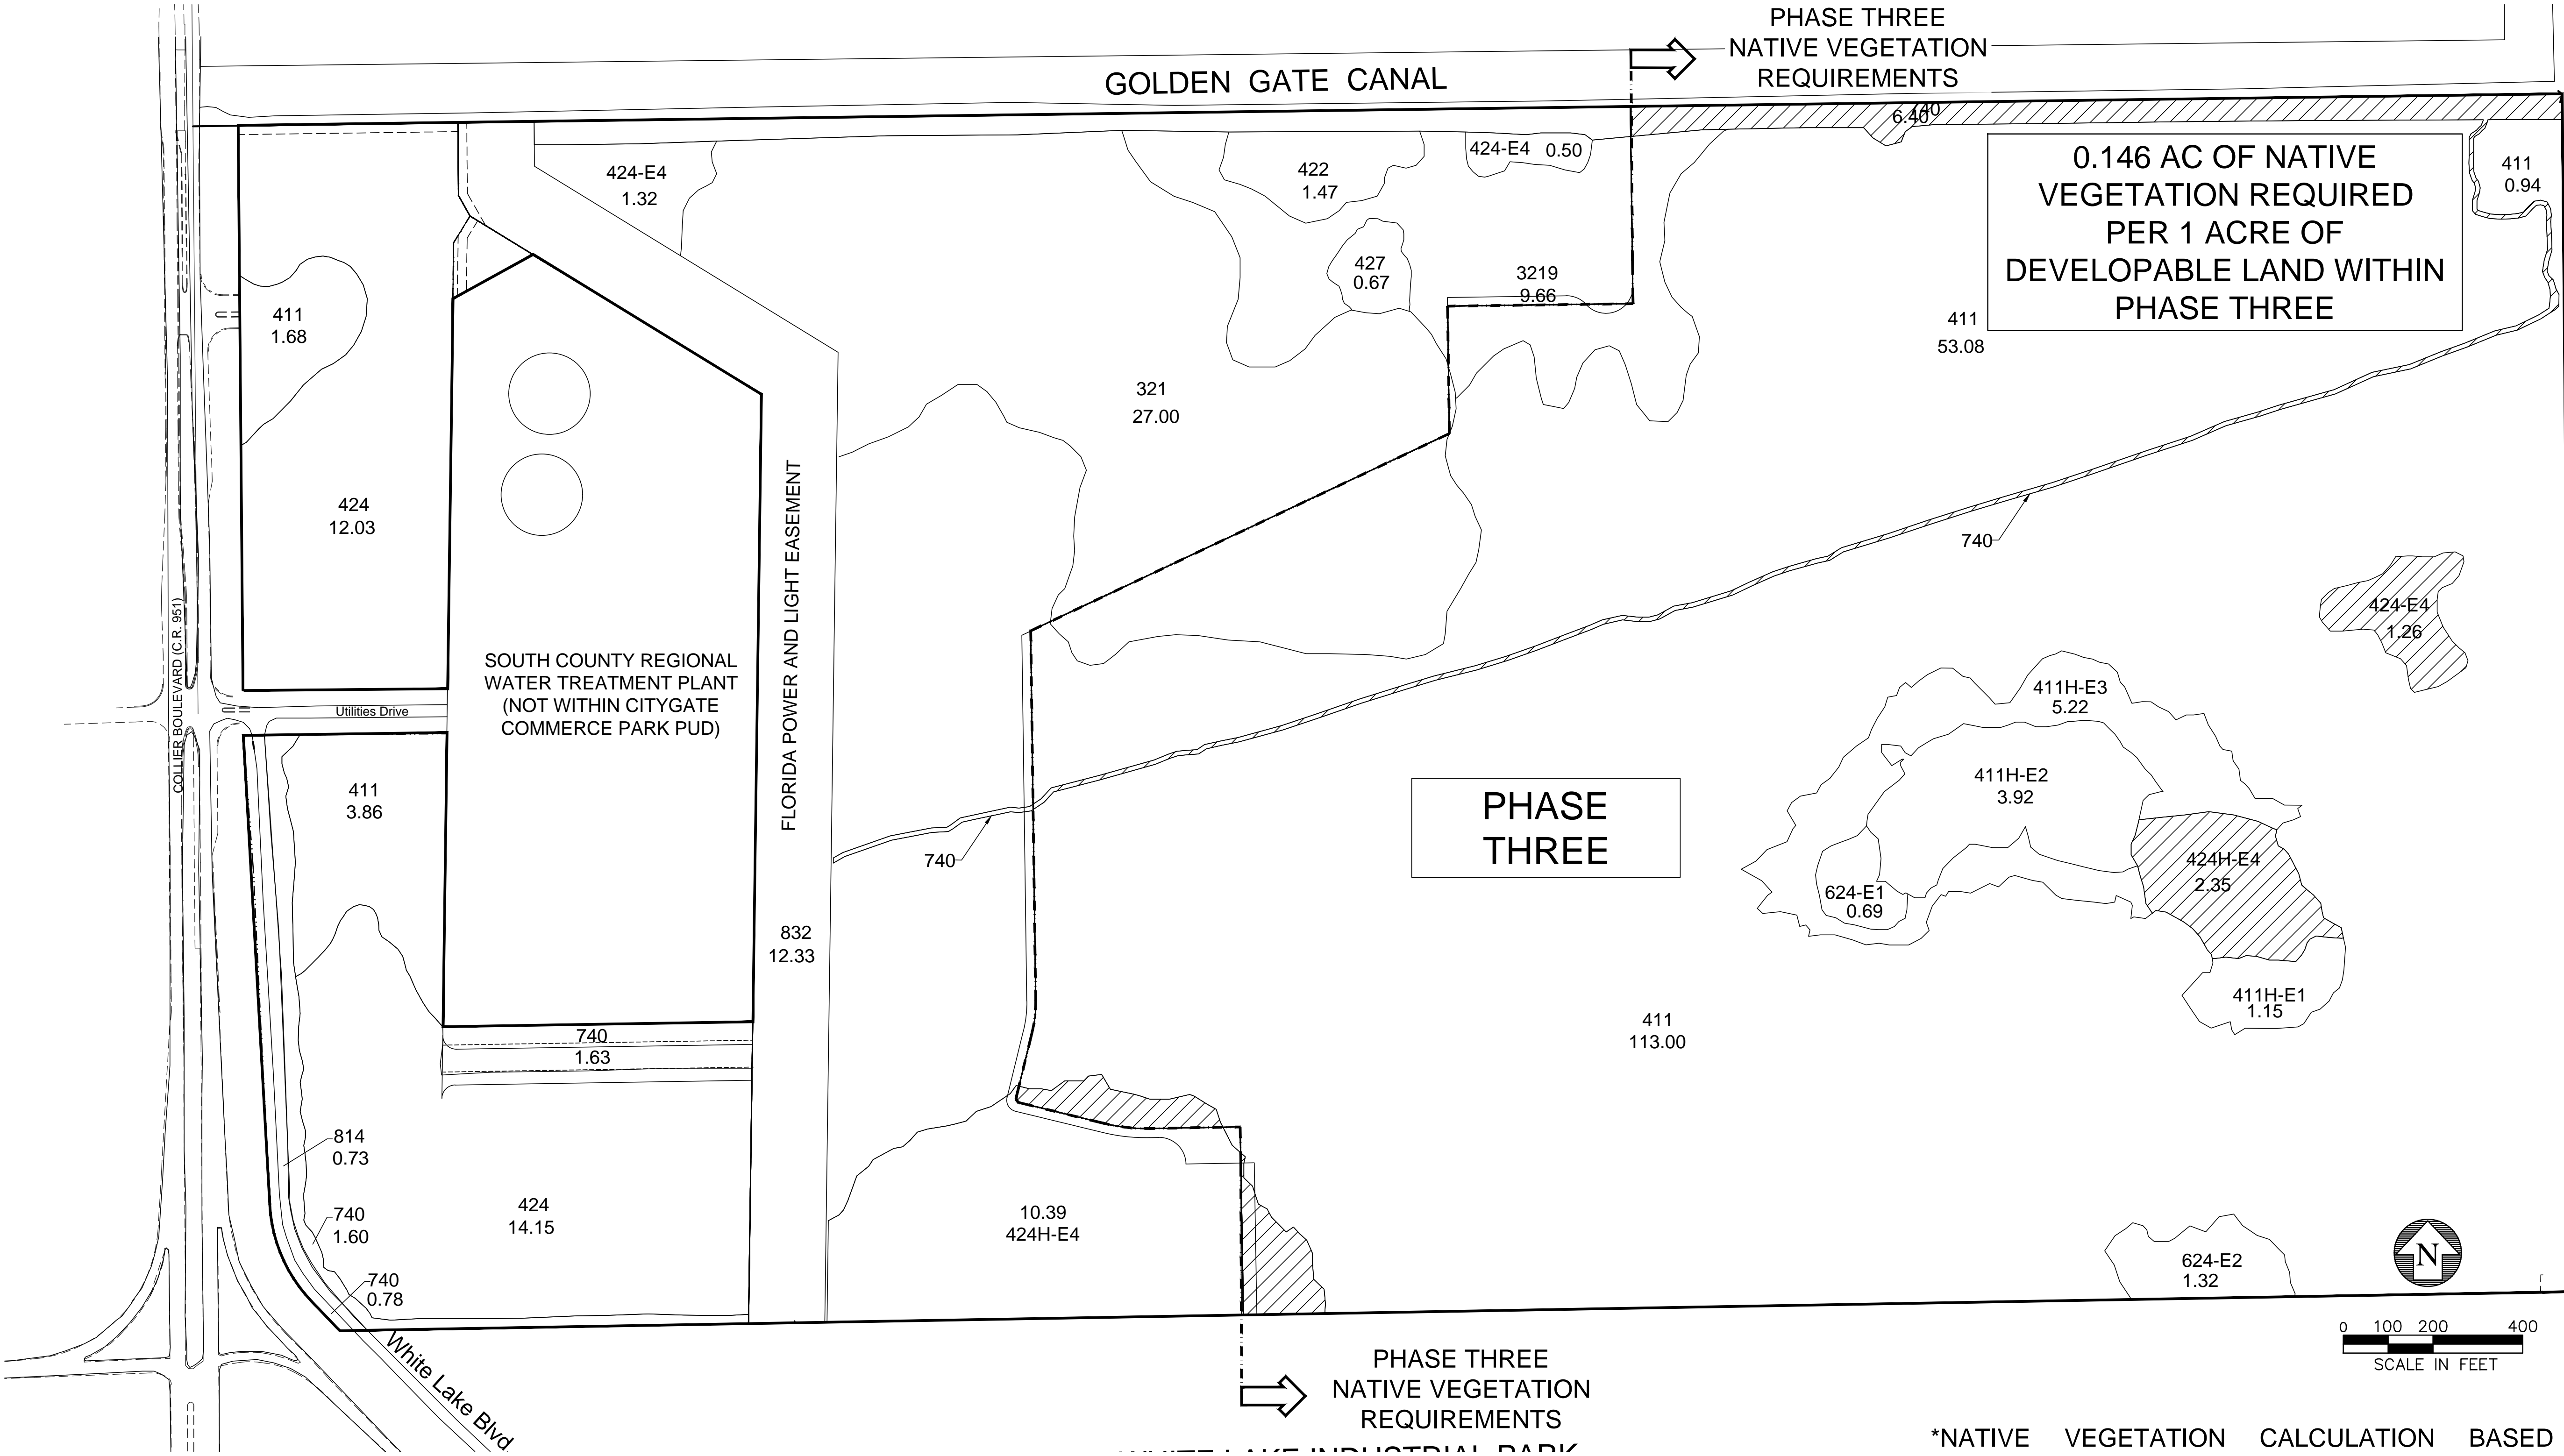 PHASE THREE
NATIVE VEGETATION
REQUIREMENTS
GOLDEN GATE CANAL
6.40
0.146 AC OF NATIVE
VEGETATION REQUIRED
PER 1 ACRE OF
DEVELOPABLE LAND WITHIN
PHASE THREE
411
0.94
424-E4
1.32
422
1.47
424-E4 0.50
427
0.67
3219
9.66
411
1.68
411
53.08
321
27.00
424
12.03
FLORIDA POWER AND LIGHT EASEMENT
COLLIER BOULEVARD (C.R. 951)
740
424-E4
1.26
SOUTH COUNTY REGIONAL
WATER TREATMENT PLANT
(NOT WITHIN CITYGATE
COMMERCE PARK PUD)
Utilities Drive
411H-E3
5.22
411H-E2
3.92
411
3.86
PHASE
THREE
740
424H-E4
2.35
624-E1
0.69
832
12.33
411H-E1
1.15
411
113.00
740
1.63
814
0.73
740
1.60
424
14.15
10.39
424H-E4
740
0.78
624-E2
1.32
N
0 100 200 400
SCALE IN FEET
White Lake Blvd
PHASE THREE
NATIVE VEGETATION
REQUIREMENTS
WHITE LAKE INDUSTRIAL PARK
*NATIVE VEGETATION CALCULATION BASED